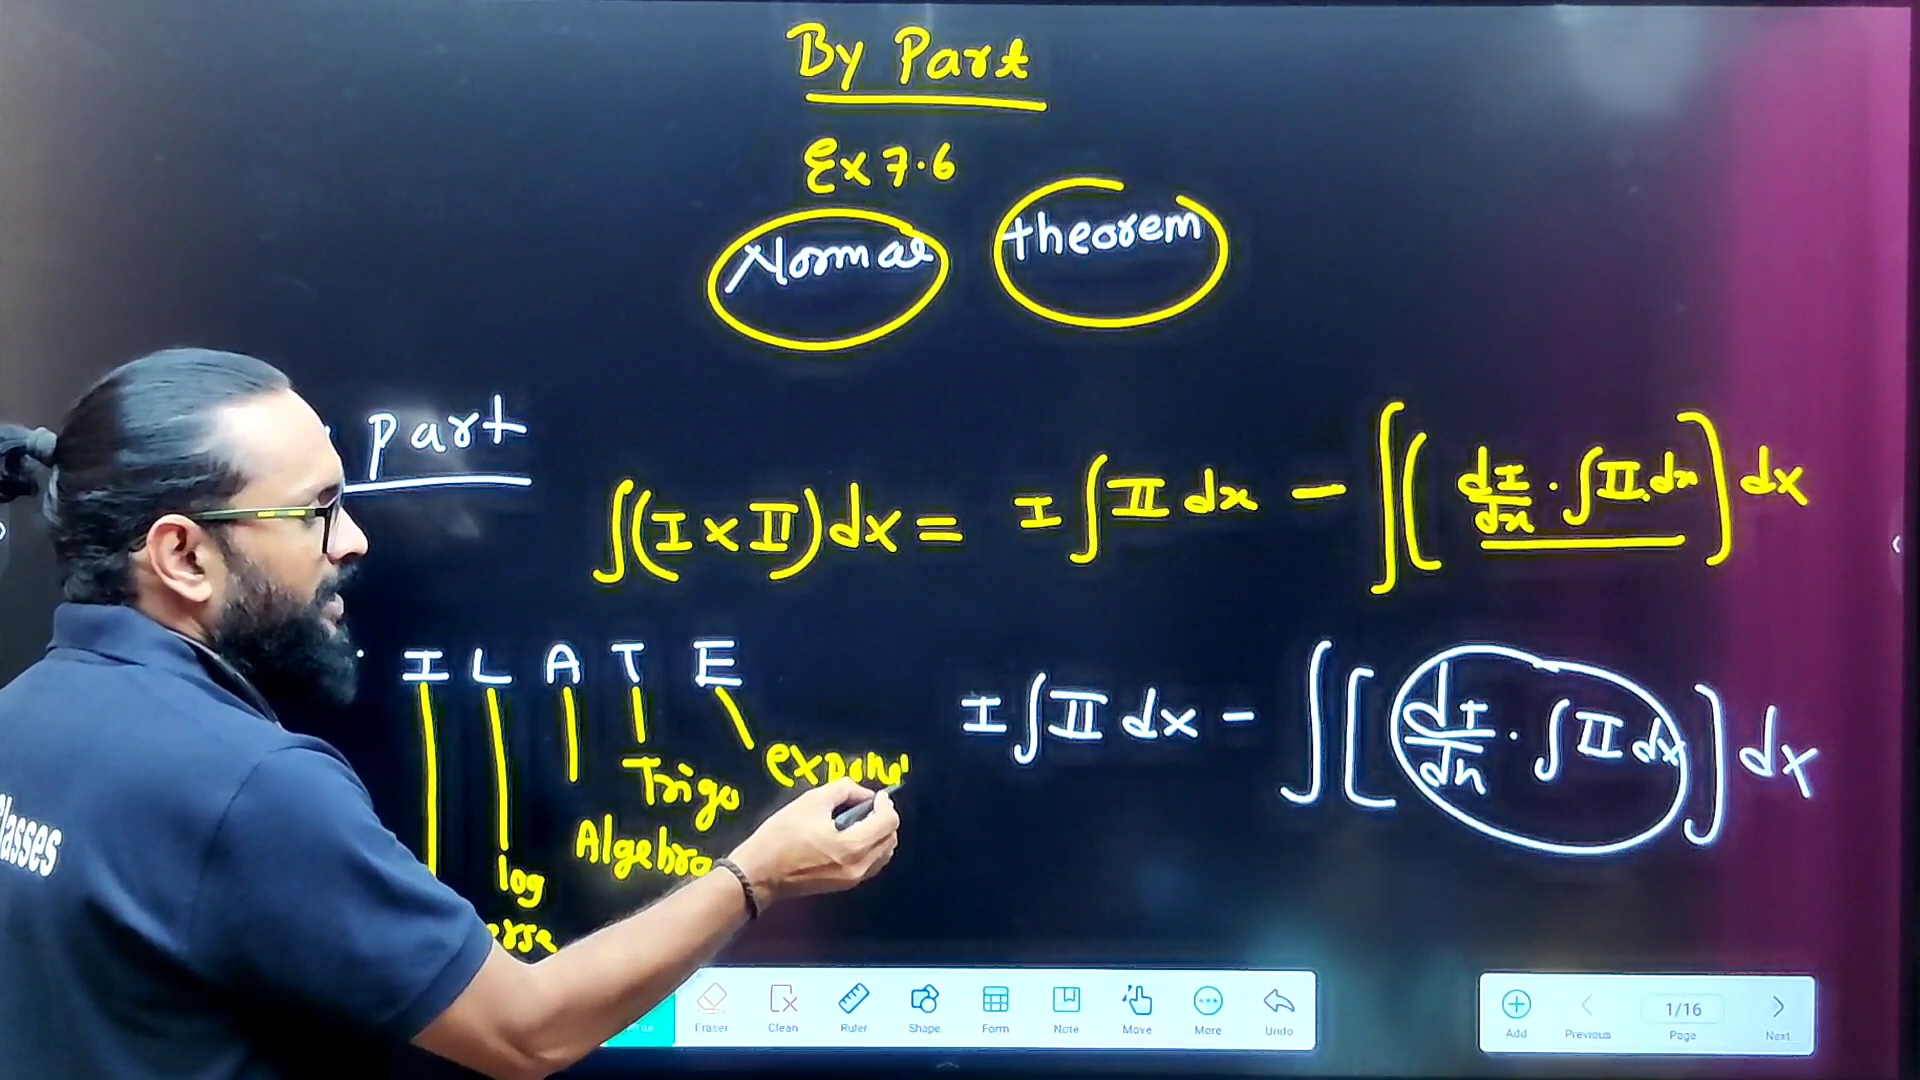 By Part
Ex 7.6
Normal theorem
Part
∫(I x II)dx = I∫II dx − ∫( dI/dx · ∫II.dx ) dx
I L A T E
I∫II dx − ∫[ dI/dx · ∫II dx ] dx
Trigo
Algebra
log
classes
Eraser Clean Ruler Shape Form Note Move More Undo
Add Previous 1/16 Page Next